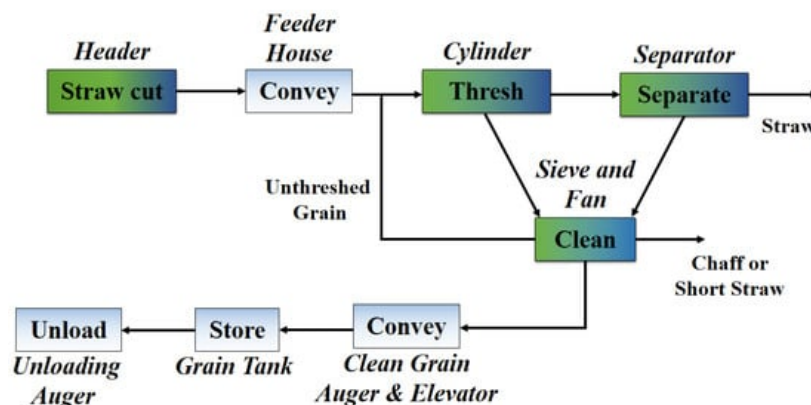 Header
Straw cut
Feeder
House
Convey
Cylinder
Thresh
Separator
Separate
Straw
Unthreshed
Grain
Sieve and
Fan
Clean
Chaff or
Short Straw
Unload
Unloading
Auger
Store
Grain Tank
Convey
Clean Grain
Auger & Elevator